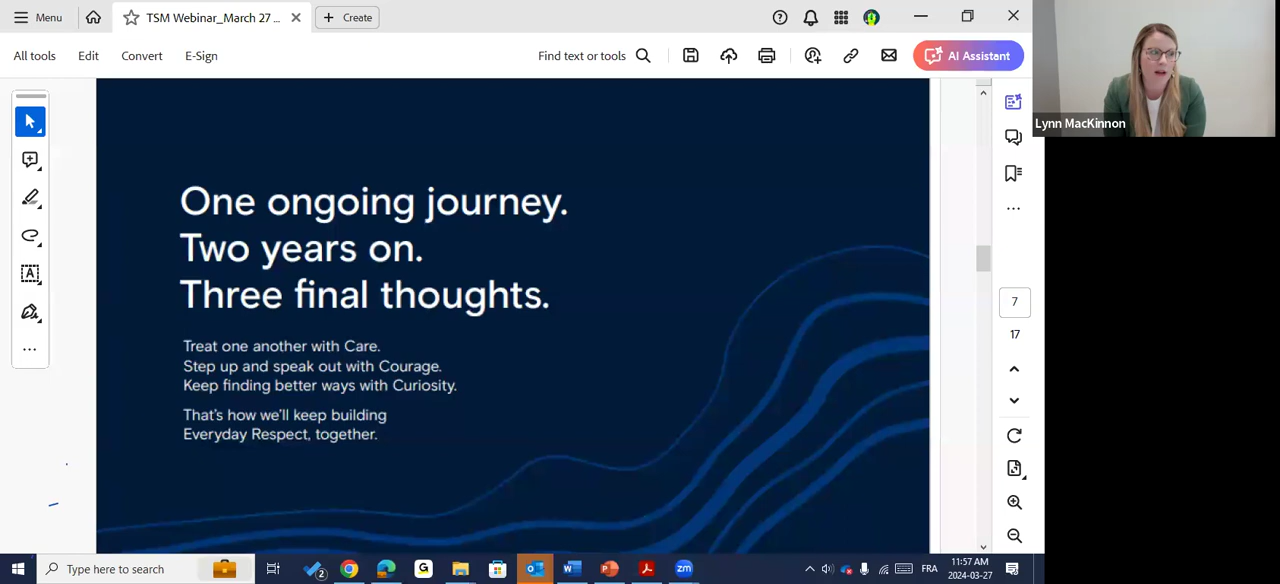 Menu
TSM Webinar_March 27 ...
Create
All tools
Edit
Convert
E-Sign
Find text or tools
AI Assistant
Lynn MacKinnon
One ongoing journey.
Two years on.
Three final thoughts.
Treat one another with Care.
Step up and speak out with Courage.
Keep finding better ways with Curiosity.
That's how we'll keep building
Everyday Respect, together.
7
17
Type here to search
2
FRA
11:57 AM
2024-03-27